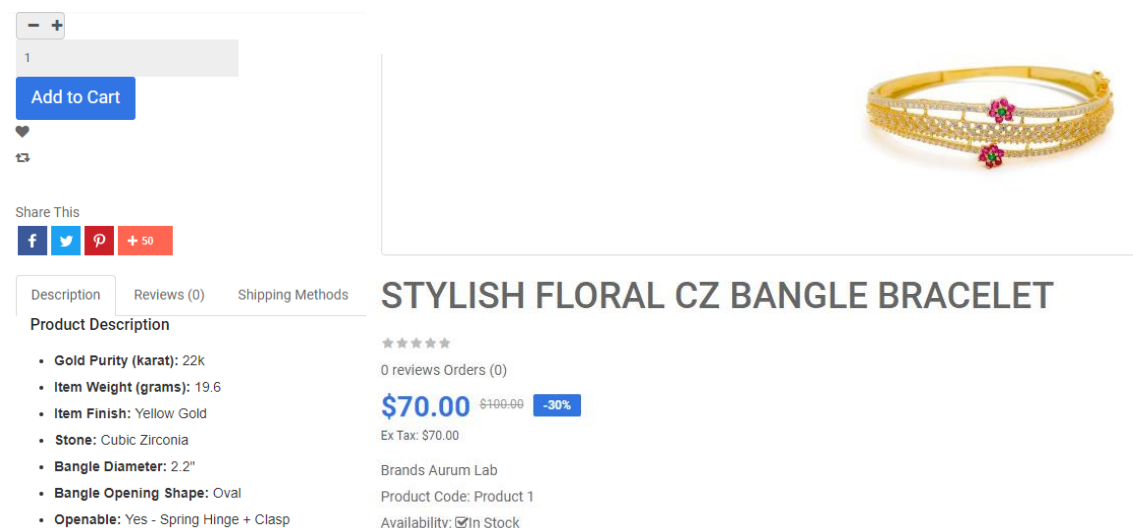 1
Add to Cart
Share This
50
Description Reviews (0) Shipping Methods
Product Description
Gold Purity (karat): 22k
Item Weight (grams): 19.6
Item Finish: Yellow Gold
Stone: Cubic Zirconia
Bangle Diameter: 2.2"
Bangle Opening Shape: Oval
Openable: Yes - Spring Hinge + Clasp
STYLISH FLORAL CZ BANGLE BRACELET
0 reviews Orders (0)
$70.00 $100.00 -30%
Ex Tax: $70.00
Brands Aurum Lab
Product Code: Product 1
Availability: In Stock